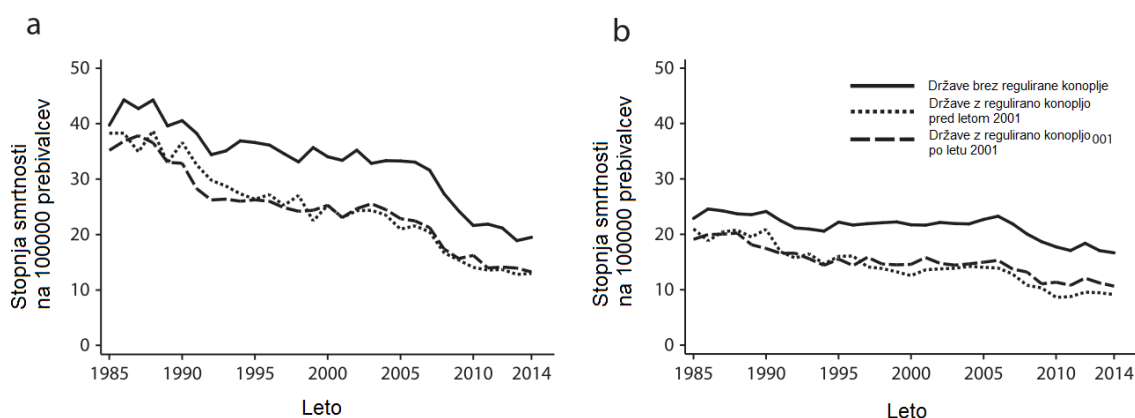 a
Stopnja smrtnosti
na 100000 prebivalcev
50
40
30
20
10
0
1985
1990
1995
2000
2005
2010
2014
Leto
b
Stopnja smrtnosti
na 100000 prebivalcev
50
40
30
20
10
0
Države brez regulirane konoplje
Države z regulirano konopljo
pred letom 2001
Države z regulirano konopljo 001
po letu 2001
1985
1990
1995
2000
2005
2010
2014
Leto